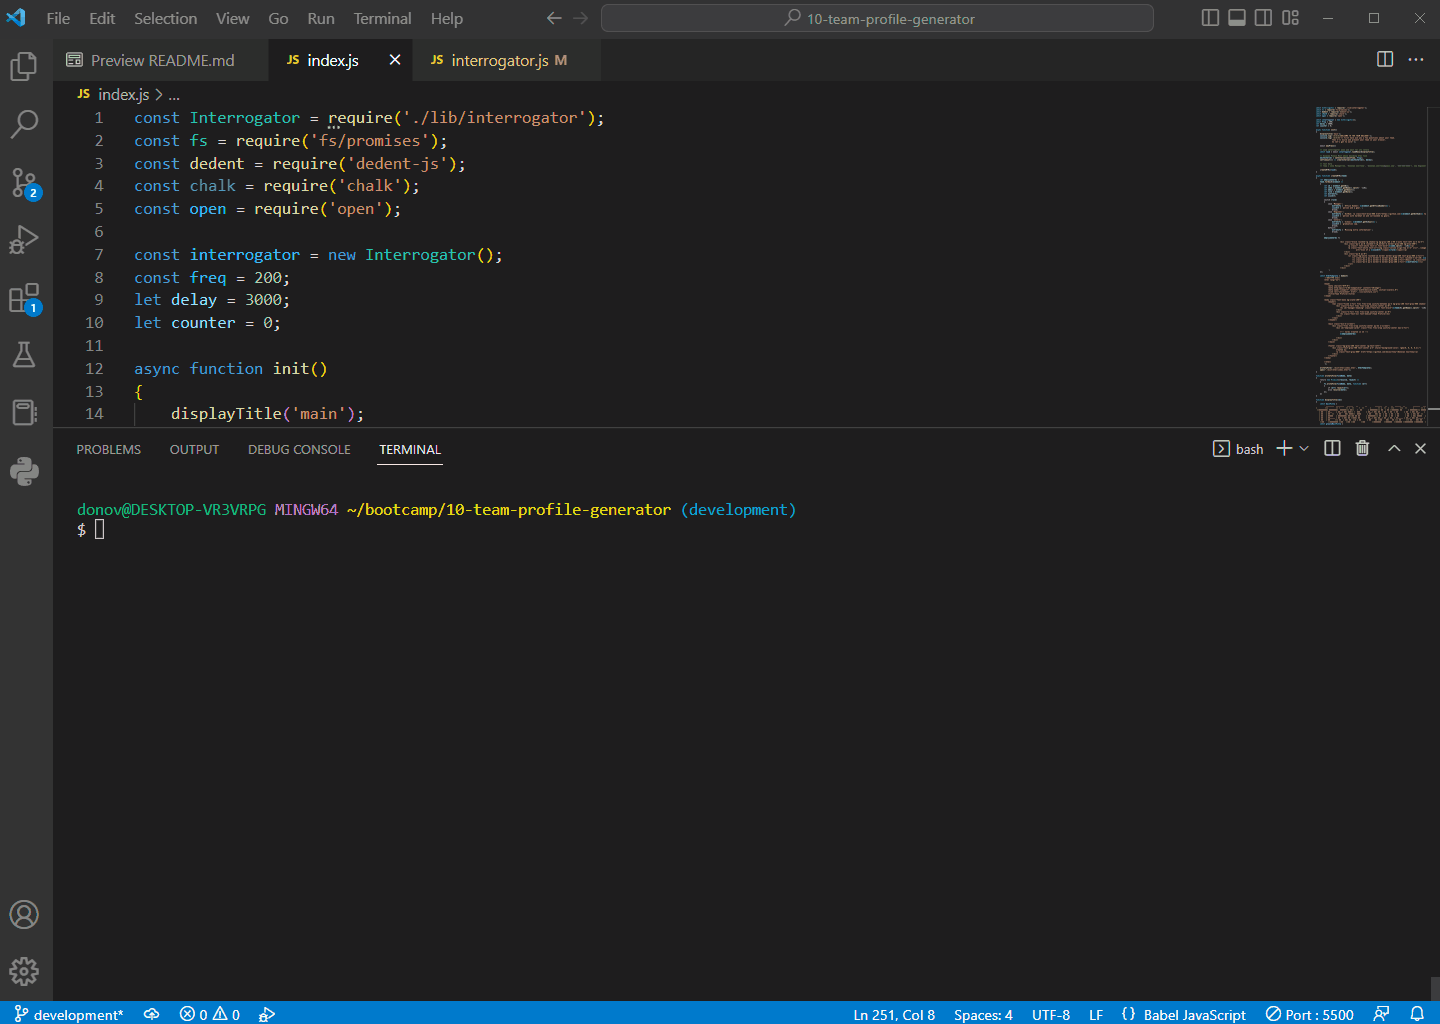 File Edit Selection View Go Run Terminal Help
10-team-profile-generator
Preview README.md
JS index.js
JS interrogator.js M
JS index.js > ...
1 const Interrogator = require('./lib/interrogator');
2 const fs = require('fs/promises');
3 const dedent = require('dedent-js');
4 const chalk = require('chalk');
5 const open = require('open');
6
7 const interrogator = new Interrogator();
8 const freq = 200;
9 let delay = 3000;
10 let counter = 0;
11
12 async function init()
13 {
14 displayTitle('main');
2
1
PROBLEMS OUTPUT DEBUG CONSOLE TERMINAL
bash
donov@DESKTOP-VR3VRPG MINGW64 ~/bootcamp/10-team-profile-generator (development)
$
development* 0 0 Ln 251, Col 8 Spaces: 4 UTF-8 LF {} Babel JavaScript Port : 5500